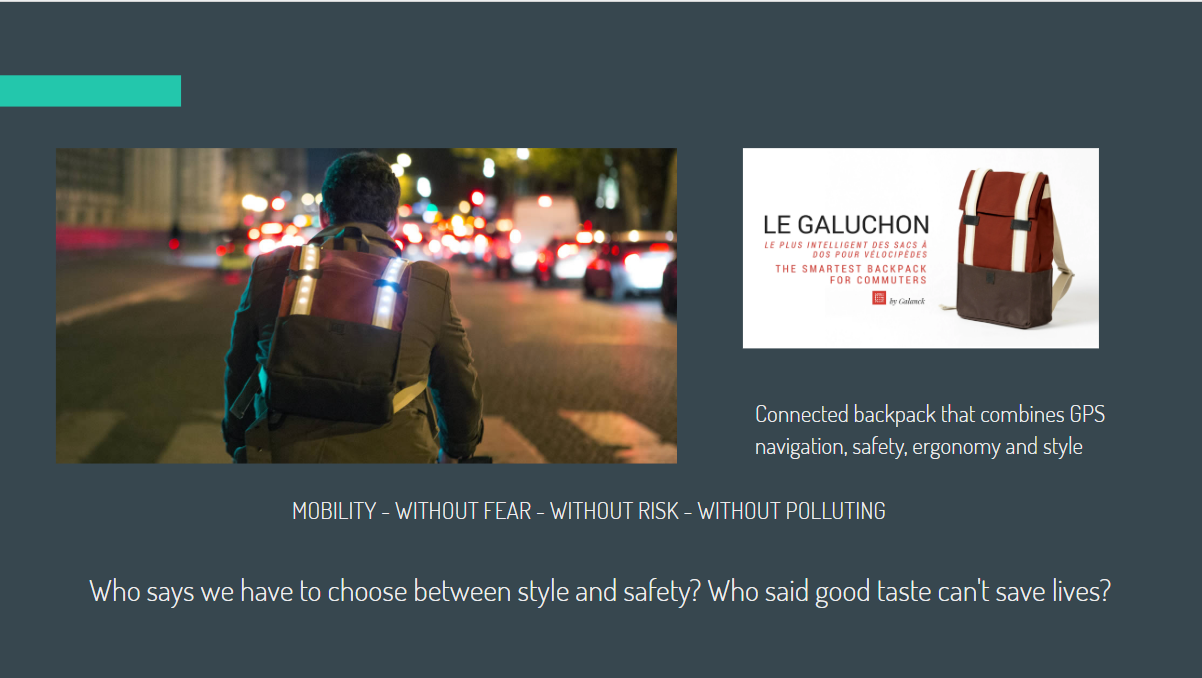 LE GALUCHON
LE PLUS INTELLIGENT DES SACS À
DOS POUR VÉLOCIPÈDES
THE SMARTEST BACKPACK
FOR COMMUTERS
by Galanck
Connected backpack that combines GPS
navigation, safety, ergonomy and style
MOBILITY - WITHOUT FEAR - WITHOUT RISK - WITHOUT POLLUTING
Who says we have to choose between style and safety? Who said good taste can't save lives?